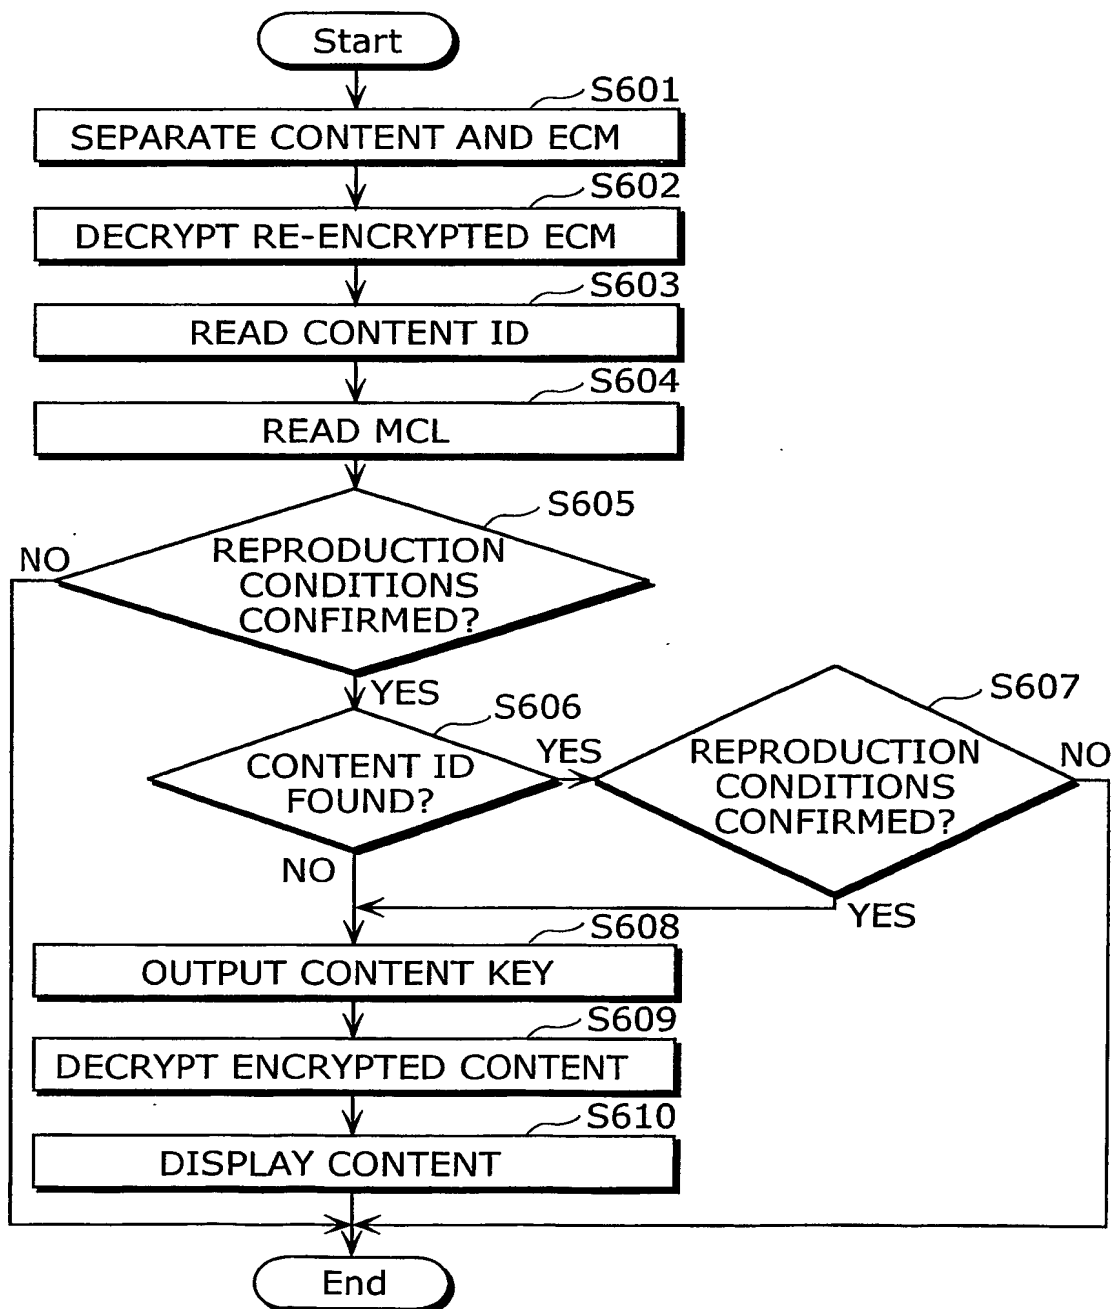 Start
S601
SEPARATE CONTENT AND ECM
S602
DECRYPT RE-ENCRYPTED ECM
S603
READ CONTENT ID
S604
READ MCL
S605
NO
REPRODUCTION
CONDITIONS
CONFIRMED?
YES
S606
CONTENT ID
FOUND?
YES
S607
REPRODUCTION
CONDITIONS
CONFIRMED?
NO
NO
YES
S608
OUTPUT CONTENT KEY
S609
DECRYPT ENCRYPTED CONTENT
S610
DISPLAY CONTENT
End